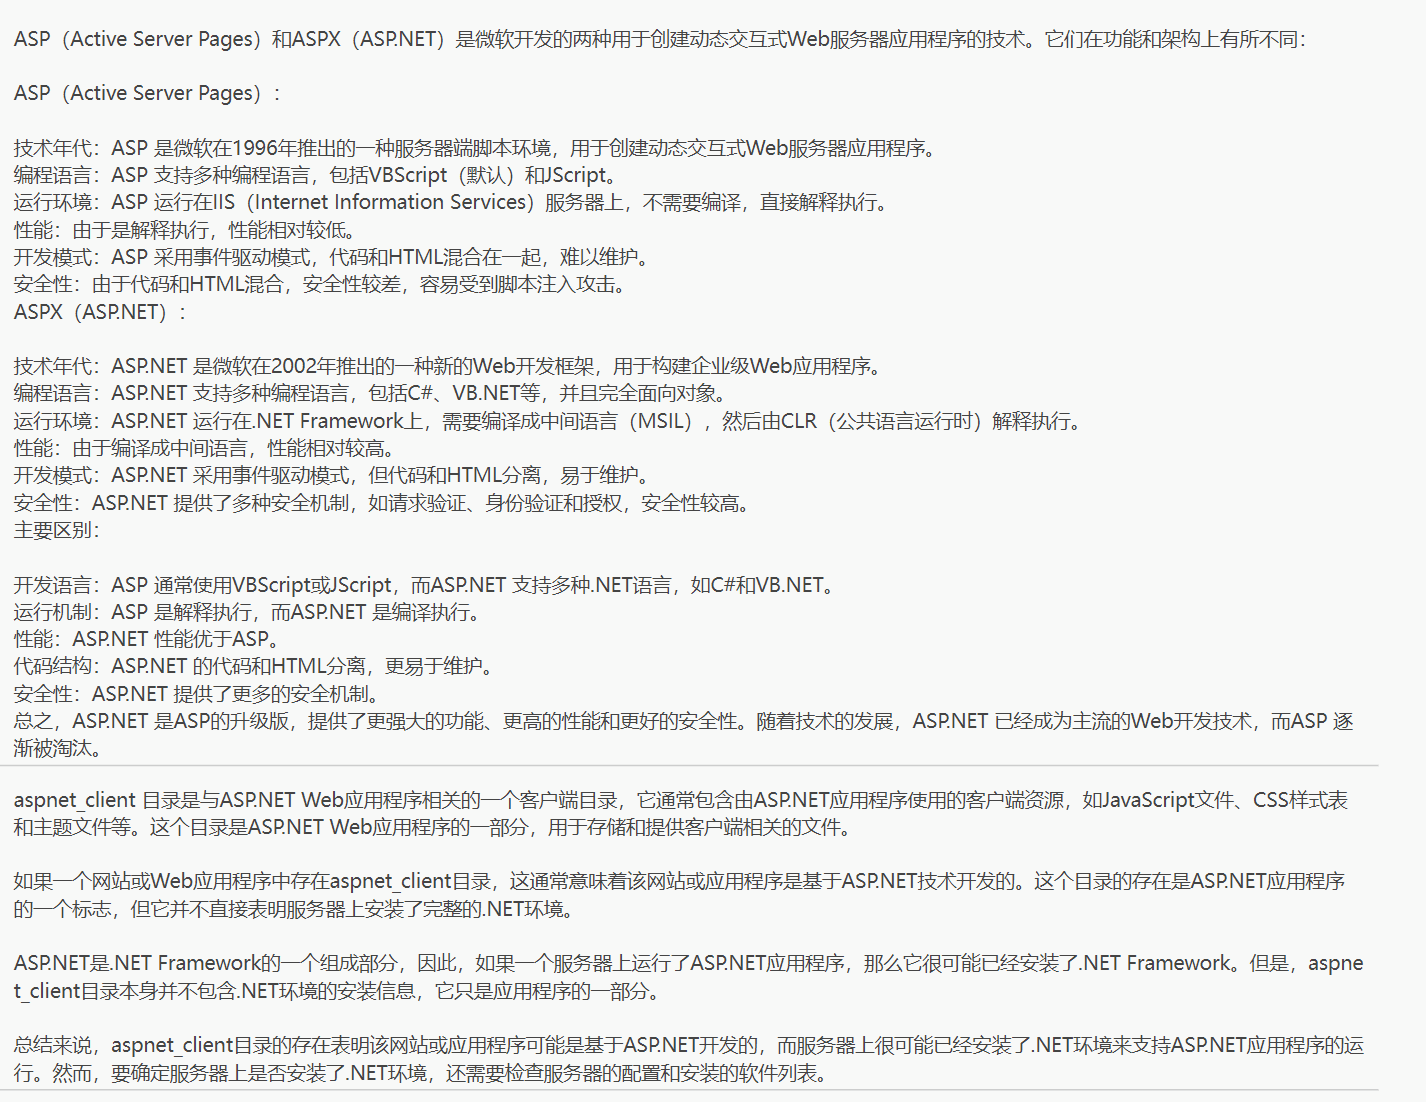 ASP（Active Server Pages）和ASPX（ASP.NET）是微软开发的两种用于创建动态交互式Web服务器应用程序的技术。它们在功能和架构上有所不同：
ASP（Active Server Pages）：
技术年代：ASP 是微软在1996年推出的一种服务器端脚本环境，用于创建动态交互式Web服务器应用程序。
编程语言：ASP 支持多种编程语言，包括VBScript（默认）和JScript。
运行环境：ASP 运行在IIS（Internet Information Services）服务器上，不需要编译，直接解释执行。
性能：由于是解释执行，性能相对较低。
开发模式：ASP 采用事件驱动模式，代码和HTML混合在一起，难以维护。
安全性：由于代码和HTML混合，安全性较差，容易受到脚本注入攻击。
ASPX（ASP.NET）：
技术年代：ASP.NET 是微软在2002年推出的一种新的Web开发框架，用于构建企业级Web应用程序。
编程语言：ASP.NET 支持多种编程语言，包括C#、VB.NET等，并且完全面向对象。
运行环境：ASP.NET 运行在.NET Framework上，需要编译成中间语言（MSIL），然后由CLR（公共语言运行时）解释执行。
性能：由于编译成中间语言，性能相对较高。
开发模式：ASP.NET 采用事件驱动模式，但代码和HTML分离，易于维护。
安全性：ASP.NET 提供了多种安全机制，如请求验证、身份验证和授权，安全性较高。
主要区别：
开发语言：ASP 通常使用VBScript或JScript，而ASP.NET 支持多种.NET语言，如C#和VB.NET。
运行机制：ASP 是解释执行，而ASP.NET 是编译执行。
性能：ASP.NET 性能优于ASP。
代码结构：ASP.NET 的代码和HTML分离，更易于维护。
安全性：ASP.NET 提供了更多的安全机制。
总之，ASP.NET 是ASP的升级版，提供了更强大的功能、更高的性能和更好的安全性。随着技术的发展，ASP.NET 已经成为主流的Web开发技术，而ASP 逐
渐被淘汰。
aspnet_client 目录是与ASP.NET Web应用程序相关的一个客户端目录，它通常包含由ASP.NET应用程序使用的客户端资源，如JavaScript文件、CSS样式表
和主题文件等。这个目录是ASP.NET Web应用程序的一部分，用于存储和提供客户端相关的文件。
如果一个网站或Web应用程序中存在aspnet_client目录，这通常意味着该网站或应用程序是基于ASP.NET技术开发的。这个目录的存在是ASP.NET应用程序
的一个标志，但它并不直接表明服务器上安装了完整的.NET环境。
ASP.NET是.NET Framework的一个组成部分，因此，如果一个服务器上运行了ASP.NET应用程序，那么它很可能已经安装了.NET Framework。但是，aspne
t_client目录本身并不包含.NET环境的安装信息，它只是应用程序的一部分。
总结来说，aspnet_client目录的存在表明该网站或应用程序可能是基于ASP.NET开发的，而服务器上很可能已经安装了.NET环境来支持ASP.NET应用程序的运
行。然而，要确定服务器上是否安装了.NET环境，还需要检查服务器的配置和安装的软件列表。